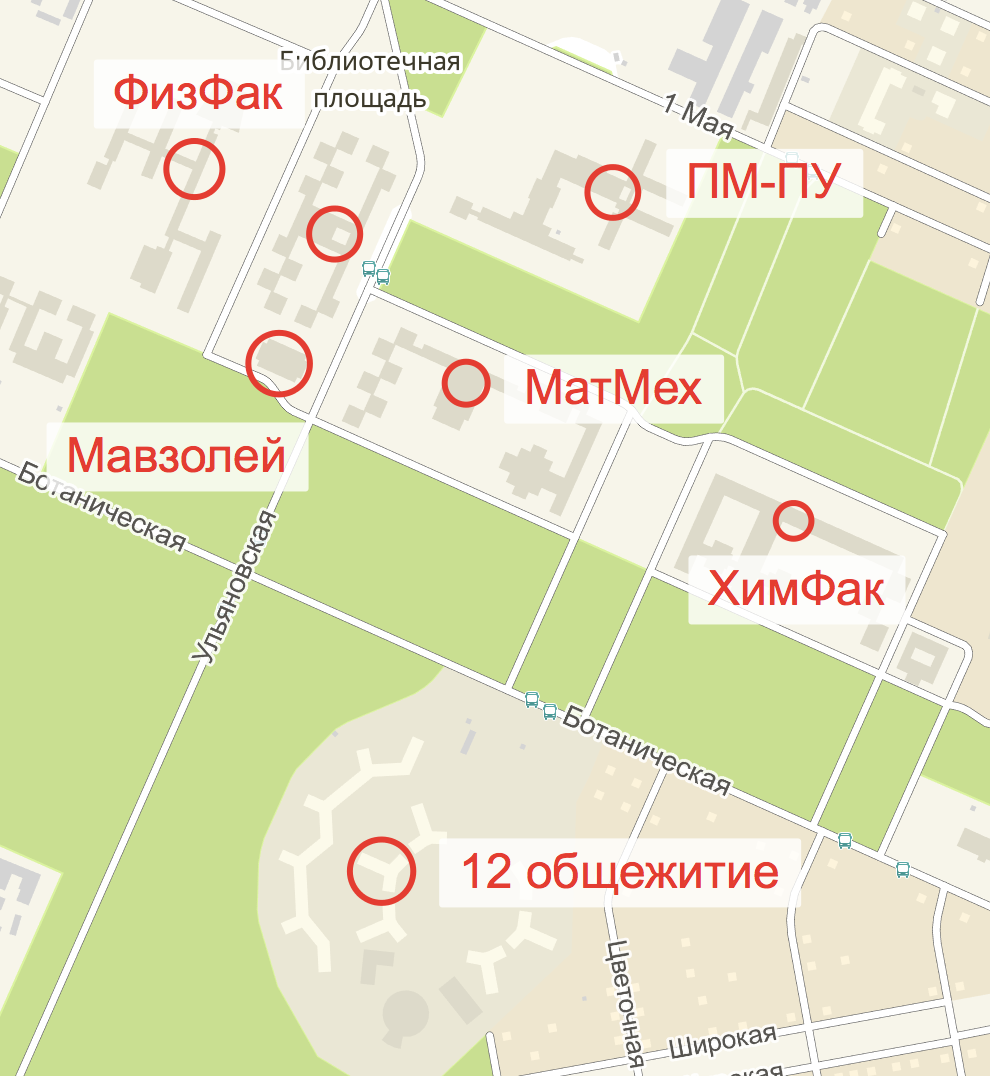 Библиотечная
площадь
ФизФак
1 Мая
ПМ-ПУ
МатМех
Мавзолей
Ботаническая
Ульяновская
ХимФак
Ботаническая
12 общежитие
Цветочная
Широкая